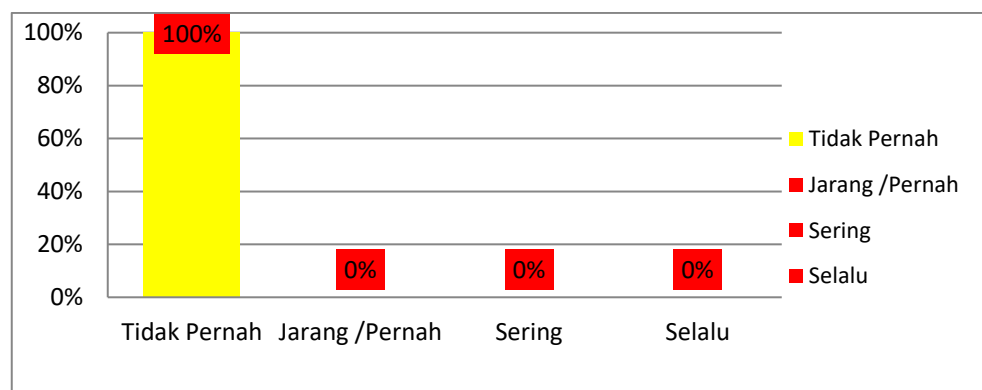 100%
80%
60%
40%
20%
0%
100%
0%
0%
0%
Tidak Pernah
Jarang /Pernah
Sering
Selalu
Tidak Pernah
Jarang /Pernah
Sering
Selalu